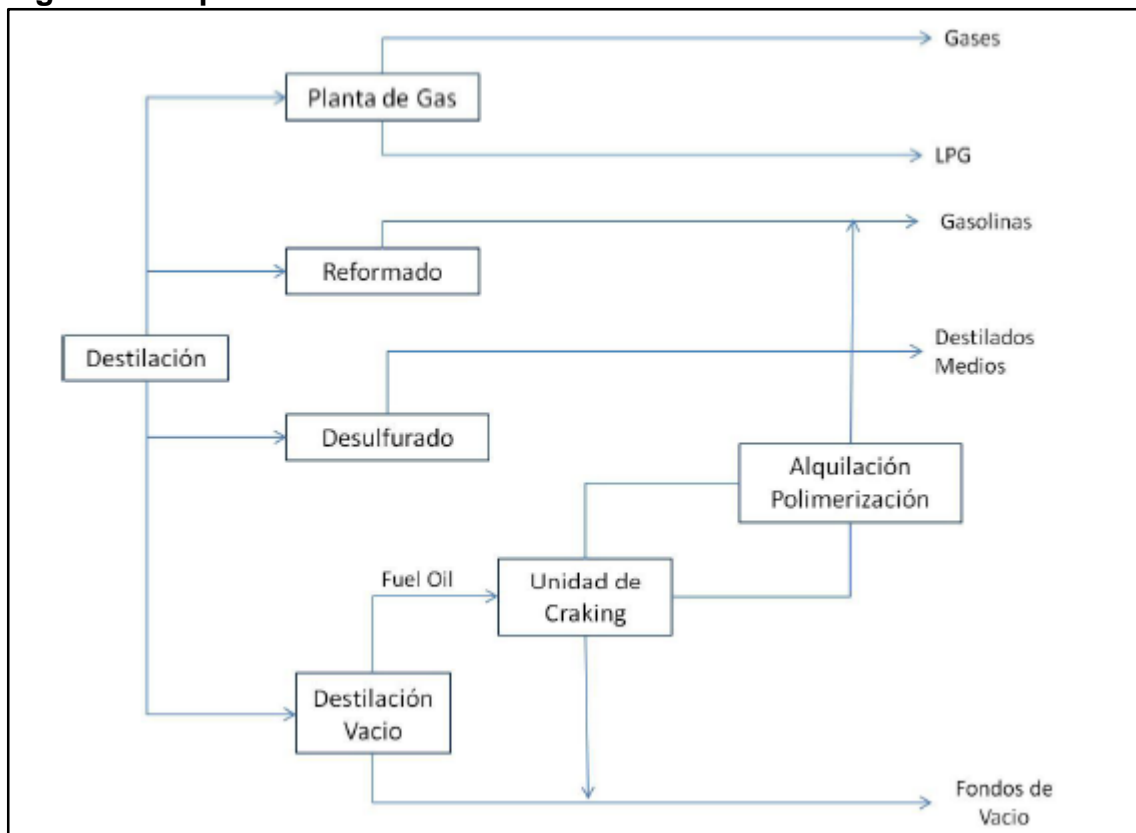 Gases
Planta de Gas
LPG
Gasolinas
Reformado
Destilados
Medios
Destilación
Desulfurado
Alquilación
Polimerización
Fuel Oil
Unidad de
Craking
Destilación
Vacio
Fondos de
Vacio